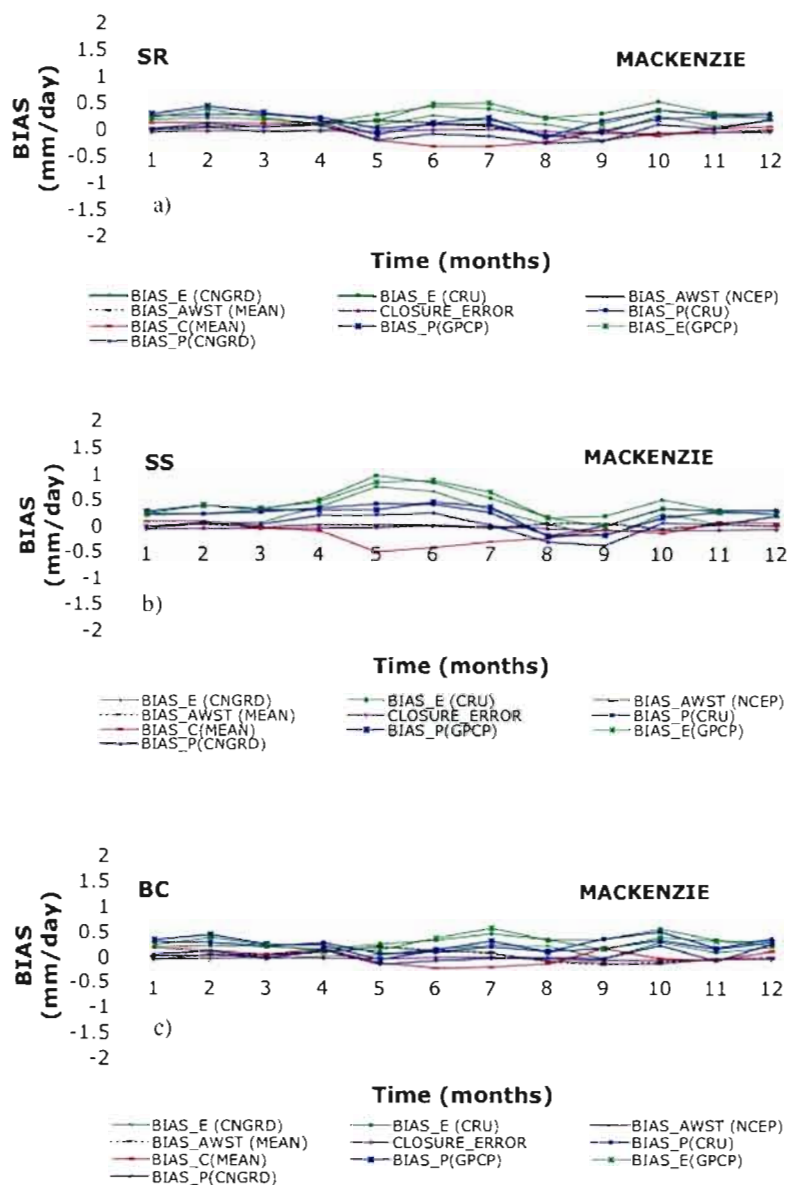 2
1.5
SR
MACKENZIE
1
0.5
BIAS
(mm/day)
0
-0.5
1 2 3 4 5 6 7 8 9 10 11 12
-1
-1.5
a)
-2
Time (months)
BIAS_E (CNGRD) BIAS_E (CRU) BIAS_AWST (NCEP)
BIAS_AWST (MEAN) CLOSURE_ERROR BIAS_P(CRU)
BIAS_C(MEAN) BIAS_P(GPCP) BIAS_E(GPCP)
BIAS_P(CNGRD)
2
1.5
SS
MACKENZIE
1
0.5
BIAS
(mm/day)
0
-0.5
1 2 3 4 5 6 7 8 9 10 11 12
-1
-1.5
b)
-2
Time (months)
BIAS_E (CNGRD) BIAS_E (CRU) BIAS_AWST (NCEP)
BIAS_AWST (MEAN) CLOSURE_ERROR BIAS_P(CRU)
BIAS_C(MEAN) BIAS_P(GPCP) BIAS_E(GPCP)
BIAS_P(CNGRD)
2
1.5
BC
MACKENZIE
1
0.5
BIAS
(mm/day)
0
-0.5
1 2 3 4 5 6 7 8 9 10 11 12
-1
-1.5
c)
-2
Time (months)
BIAS_E (CNGRD) BIAS_E (CRU) BIAS_AWST (NCEP)
BIAS_AWST (MEAN) CLOSURE_ERROR BIAS_P(CRU)
BIAS_C(MEAN) BIAS_P(GPCP) BIAS_E(GPCP)
BIAS_P(CNGRD)